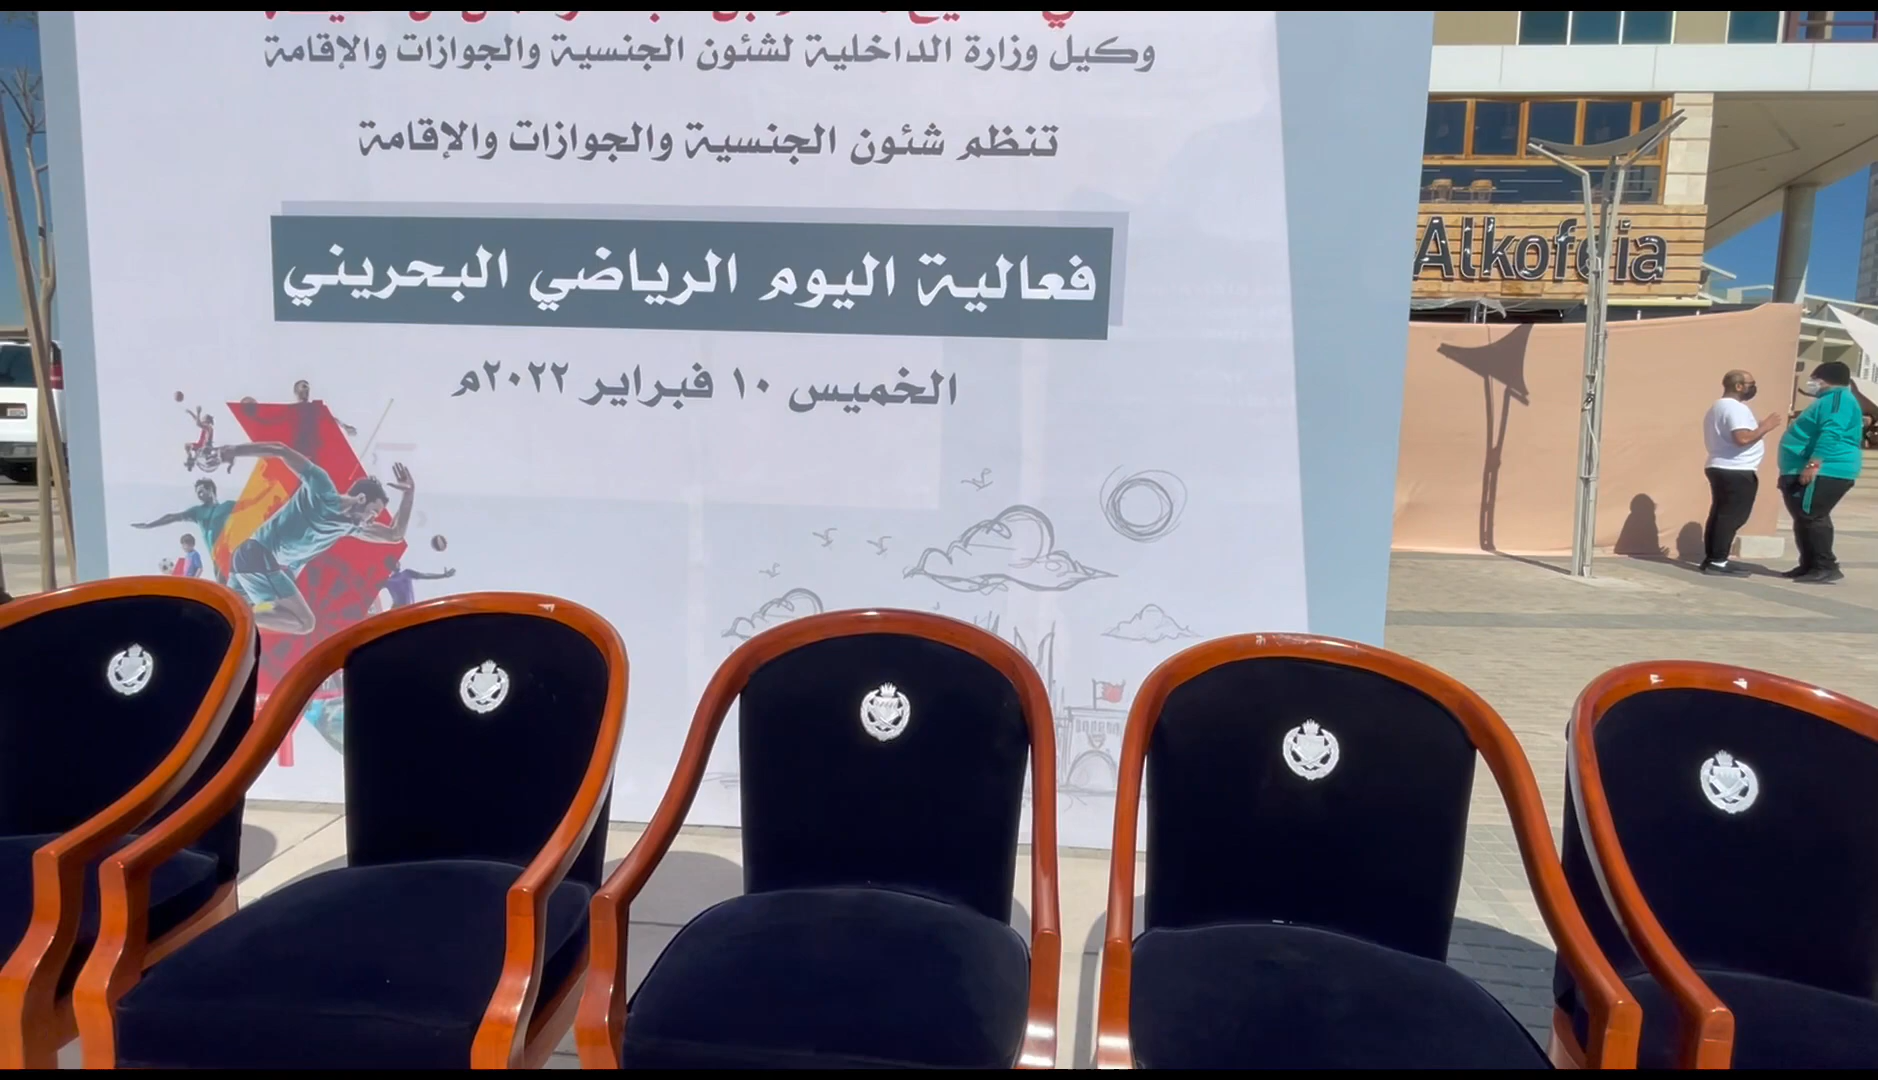 وكيل وزارة الداخلية لشئون الجنسية والجوازات والإقامة
تنظم شئون الجنسية والجوازات والإقامة
فعالية اليوم الرياضي البحريني
الخميس ١٠ فبراير ٢٠٢٢م